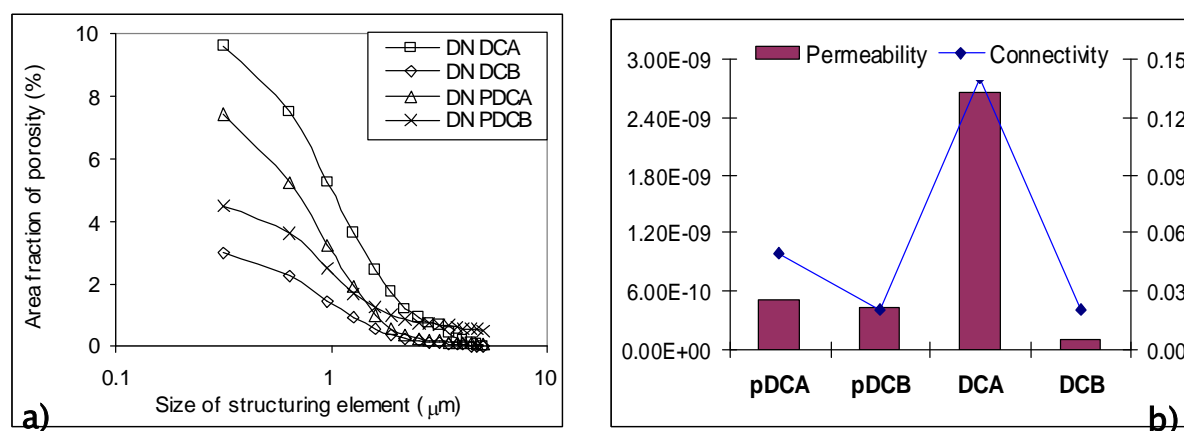 10
8
6
4
2
0
0.1
1
10
Area fraction of porosity (%)
Size of structuring element ( μm)
DN DCA
DN DCB
DN PDCA
DN PDCB
a)
Permeability
Connectivity
3.00E-09
2.40E-09
1.80E-09
1.20E-09
6.00E-10
0.00E+00
0.15
0.12
0.09
0.06
0.03
0.00
pDCA
pDCB
DCA
DCB
b)